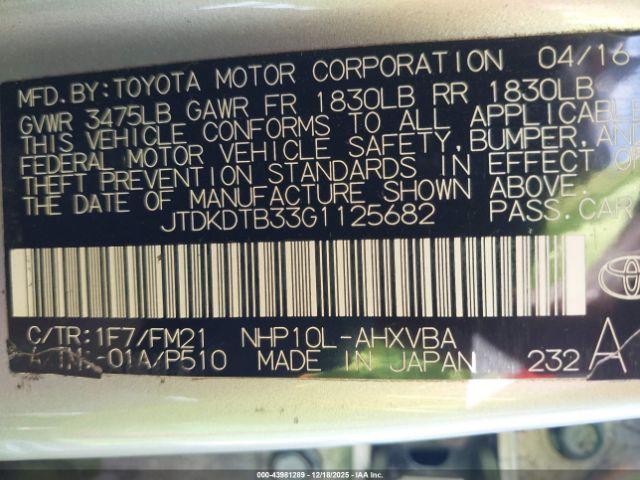 MFD. BY: TOYOTA MOTOR CORPORATION 04/16
GVWR 3475LB GAWR FR 1830LB RR 1830LB
THIS VEHICLE CONFORMS TO ALL APPLICABLE
FEDERAL MOTOR VEHICLE SAFETY, BUMPER, AND
THEFT PREVENTION STANDARDS IN EFFECT ON
THE DATE OF MANUFACTURE SHOWN ABOVE.
JTDKDTB33G1125682 PASS. CAR
C/TR: 1F7/FM21 NHP10L-AHXVBA
-01A/P510 MADE IN JAPAN 232 A
000-43981289 - 12/18/2025 - IAA Inc.